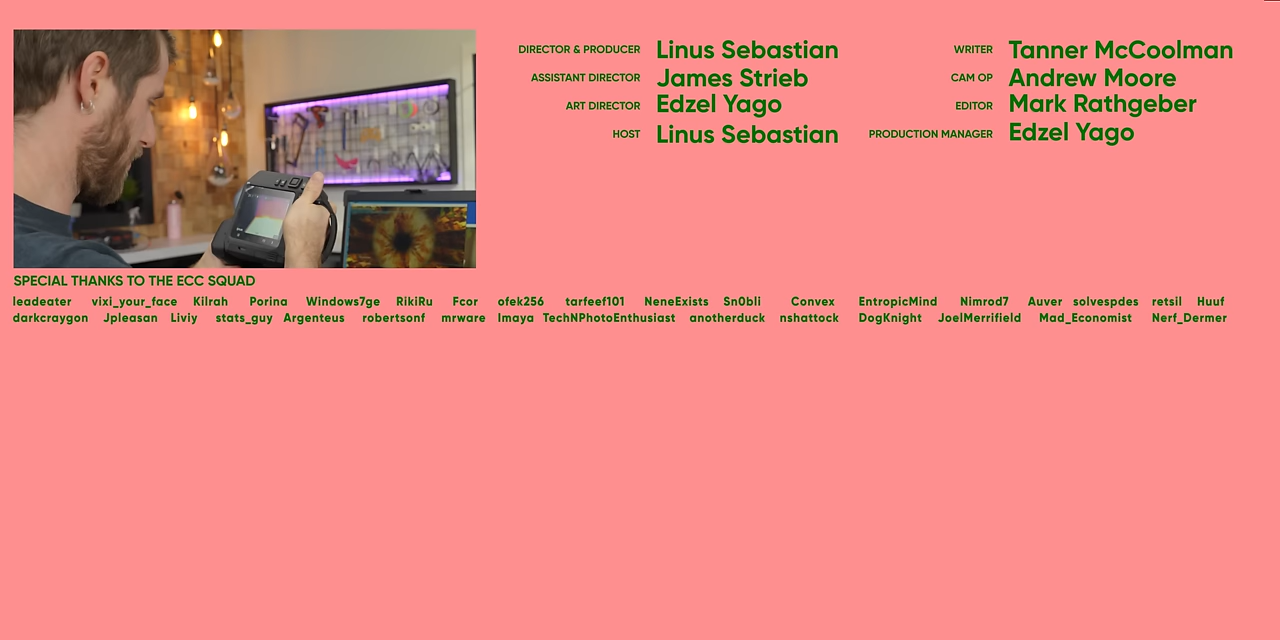 DIRECTOR & PRODUCER Linus Sebastian
ASSISTANT DIRECTOR James Strieb
ART DIRECTOR Edzel Yago
HOST Linus Sebastian
WRITER Tanner McCoolman
CAM OP Andrew Moore
EDITOR Mark Rathgeber
PRODUCTION MANAGER Edzel Yago
SPECIAL THANKS TO THE ECC SQUAD
leadeater vixi_your_face Kilrah Porina Windows7ge RikiRu Fcor ofek256 tarfeef101 NeneExists Sn0bli Convex EntropicMind Nimrod7 Auver solvespdes retsil Huuf
darkcraygon Jpleasan Liviy stats_guy Argenteus robertsonf mrware Imaya TechNPhotoEnthusiast anotherduck nshattock DogKnight JoelMerrifield Mad_Economist Nerf_Dermer